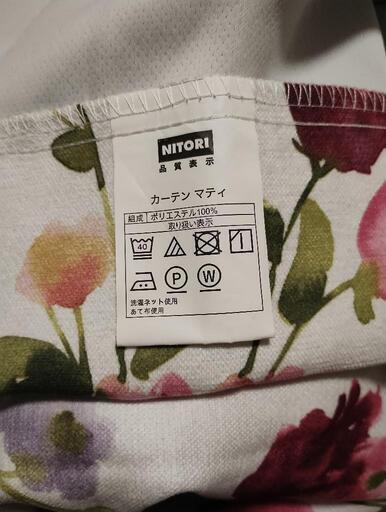 NITORI
品質表示
カーテン マティ
組成 ポリエステル100%
取り扱い表示
40
P W
洗濯ネット使用
あて布使用